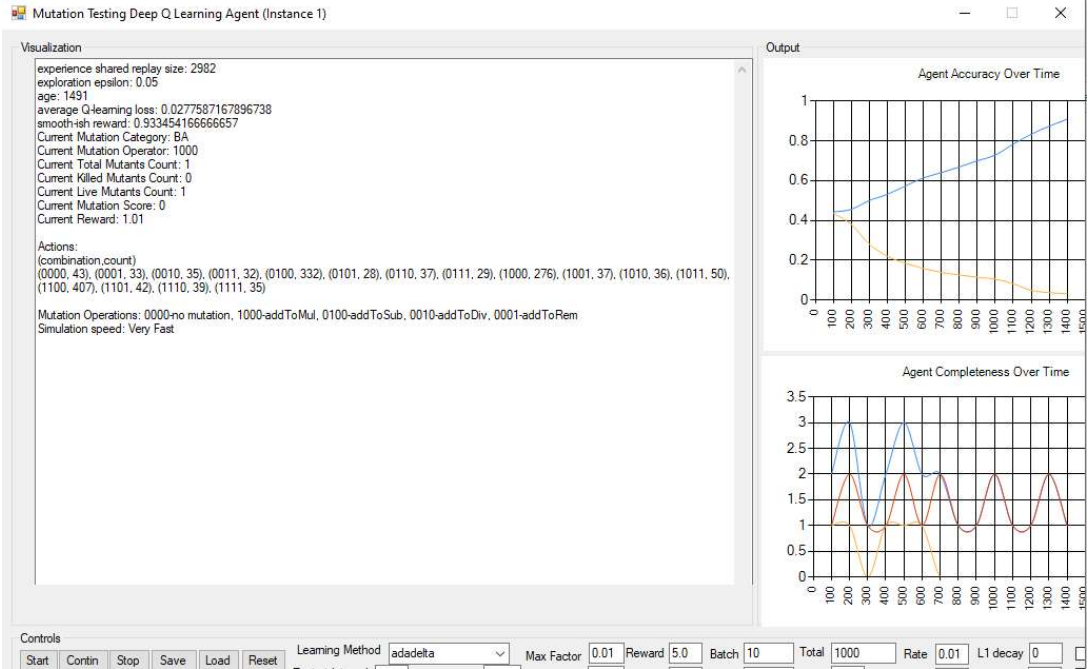 Mutation Testing Deep Q Learning Agent (Instance 1)
Visualization
experience shared replay size: 2982
exploration epsilon: 0.05
age: 1491
average Q-learning loss: 0.0277587167896738
smooth-ish reward: 0.933454166666657
Current Mutation Category: BA
Current Mutation Operator: 1000
Current Total Mutants Count: 1
Current Killed Mutants Count: 0
Current Live Mutants Count: 1
Current Mutation Score: 0
Current Reward: 1.01
Actions:
(combination,count)
(0000, 43), (0001, 33), (0010, 35), (0011, 32), (0100, 332), (0101, 28), (0110, 37), (0111, 29), (1000, 276), (1001, 37), (1010, 36), (1011, 50),
(1100, 407), (1101, 42), (1110, 39), (1111, 35)
Mutation Operations: 0000-no mutation, 1000-addToMul, 0100-addToSub, 0010-addToDiv, 0001-addToRem
Simulation speed: Very Fast
Output
Agent Accuracy Over Time
1
0.8
0.6
0.4
0.2
0
0 100 200 300 400 500 600 700 800 900 1000 1100 1200 1300 1400
Agent Completeness Over Time
3.5
3
2.5
2
1.5
1
0.5
0
0 100 200 300 400 500 600 700 800 900 1000 1100 1200 1300 1400
Controls
Start Contin Stop Save Load Reset Learning Method adadelta Max Factor 0.01 Reward 5.0 Batch 10 Total 1000 Rate 0.01 L1 decay 0